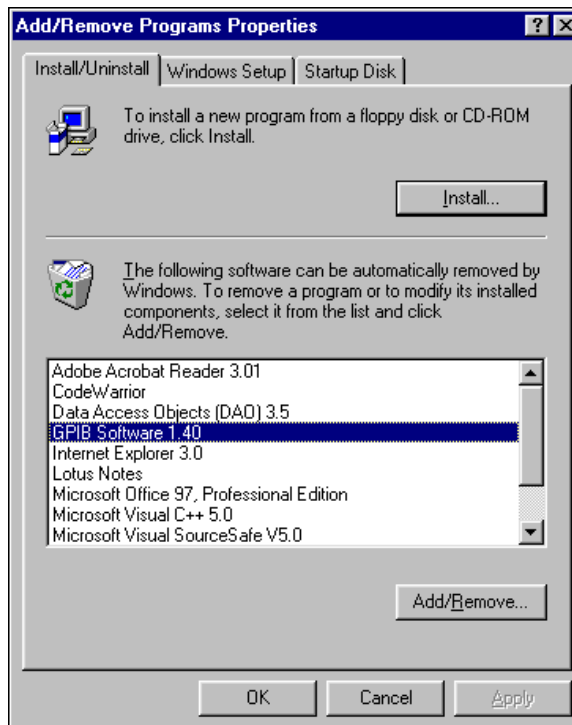 Add/Remove Programs Properties
Install/Uninstall
Windows Setup
Startup Disk
To install a new program from a floppy disk or CD-ROM
drive, click Install.
Install...
The following software can be automatically removed by
Windows. To remove a program or to modify its installed
components, select it from the list and click
Add/Remove.
Adobe Acrobat Reader 3.01
CodeWarrior
Data Access Objects (DAO) 3.5
GPIB Software 1.40
Internet Explorer 3.0
Lotus Notes
Microsoft Office 97, Professional Edition
Microsoft Visual C++ 5.0
Microsoft Visual SourceSafe V5.0
Add/Remove...
OK
Cancel
Apply